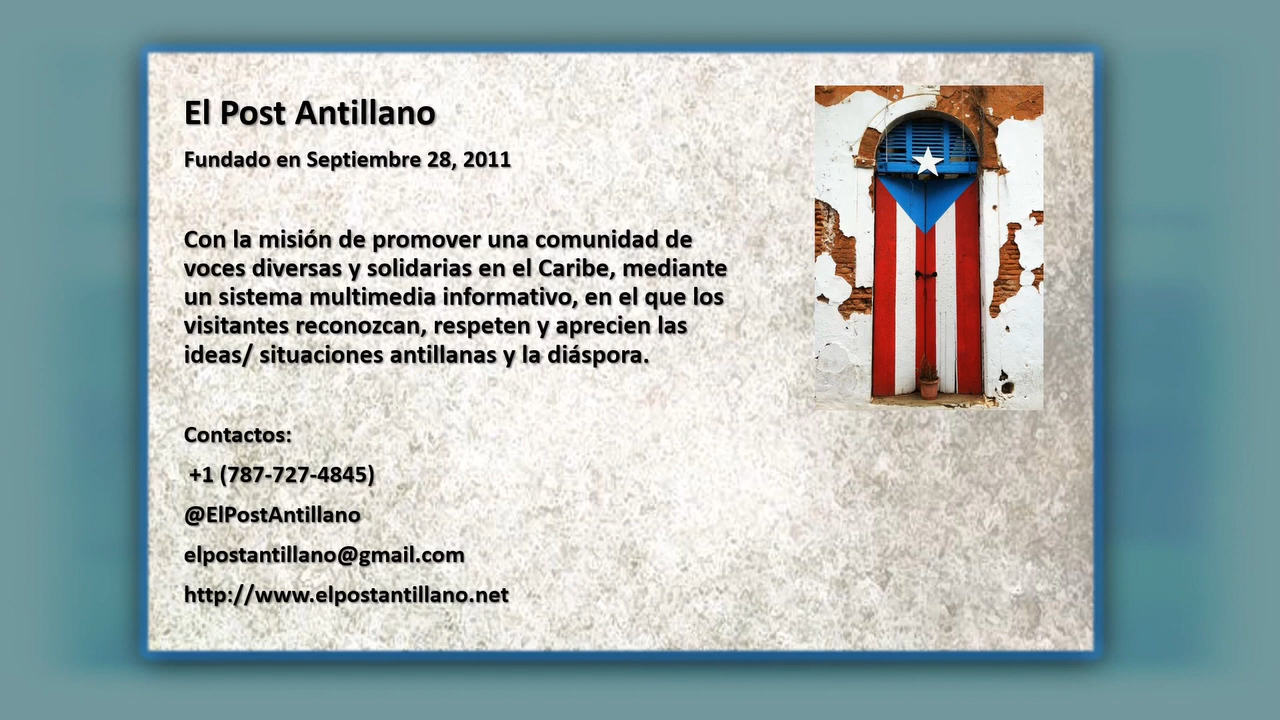 El Post Antillano
Fundado en Septiembre 28, 2011
Con la misión de promover una comunidad de
voces diversas y solidarias en el Caribe, mediante
un sistema multimedia informativo, en el que los
visitantes reconozcan, respeten y aprecien las
ideas/ situaciones antillanas y la diáspora.
Contactos:
+1 (787-727-4845)
@ElPostAntillano
elpostantillano@gmail.com
http://www.elpostantillano.net